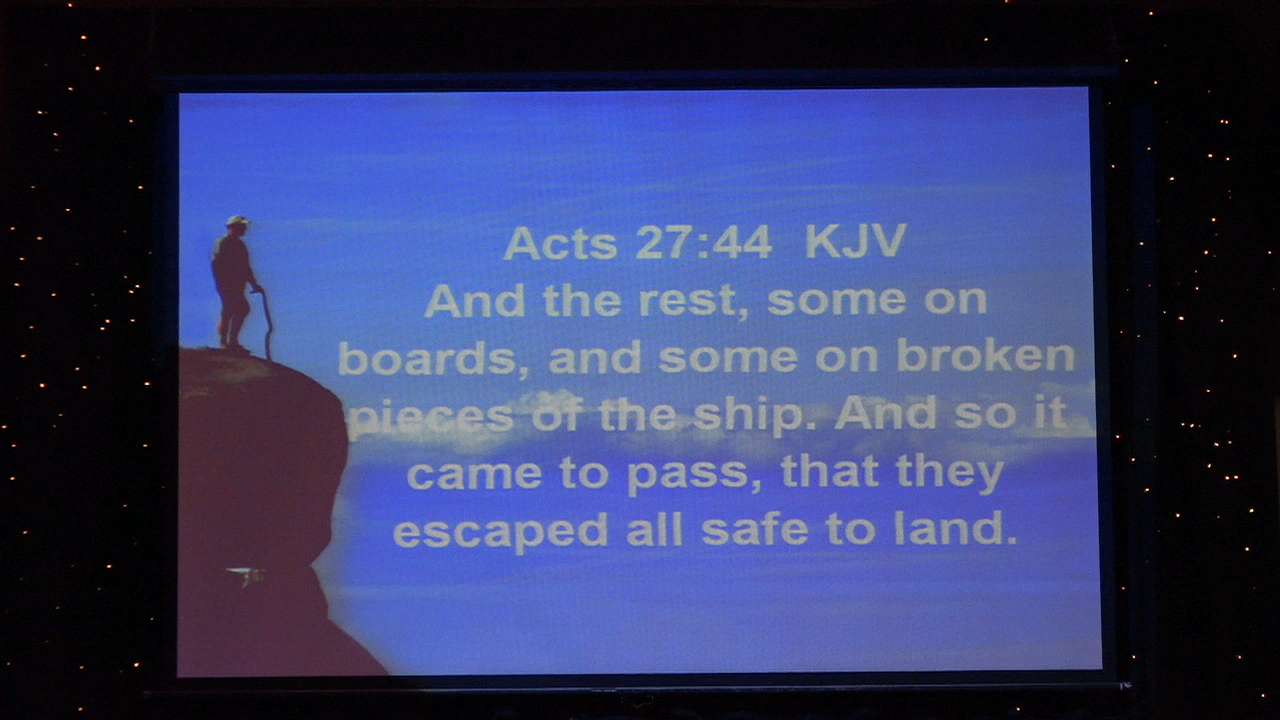 Acts 27:44 KJV
And the rest, some on
boards, and some on broken
pieces of the ship. And so it
came to pass, that they
escaped all safe to land.